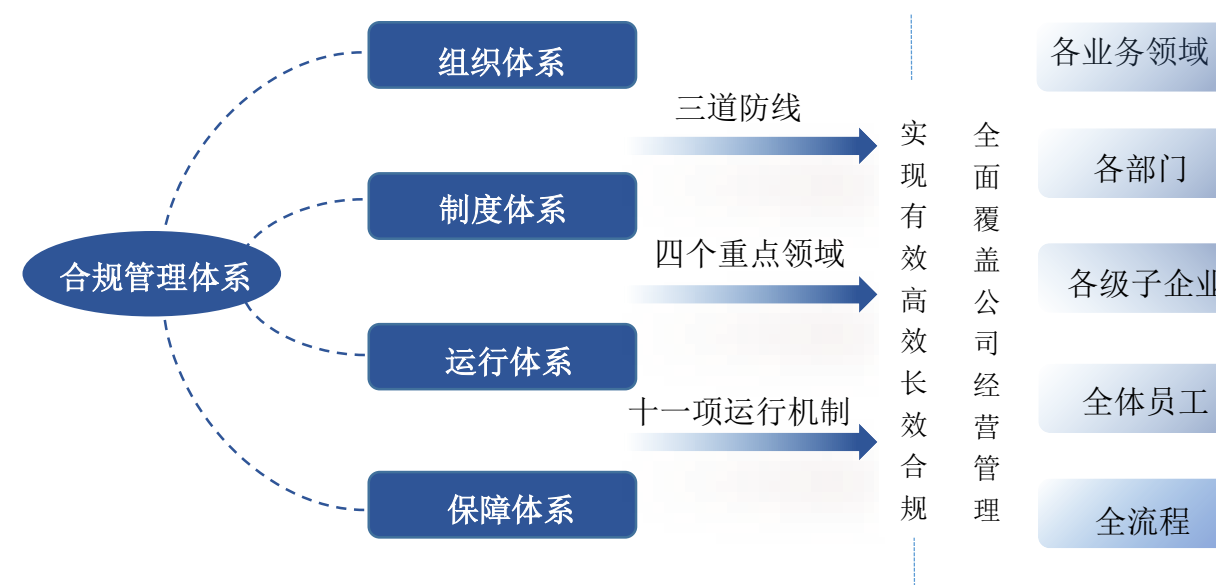 合规管理体系
组织体系
制度体系
运行体系
保障体系
三道防线
四个重点领域
十一项运行机制
实现有效高效长效合规
全面覆盖公司经营管理
各业务领域
各部门
各级子企业
全体员工
全流程